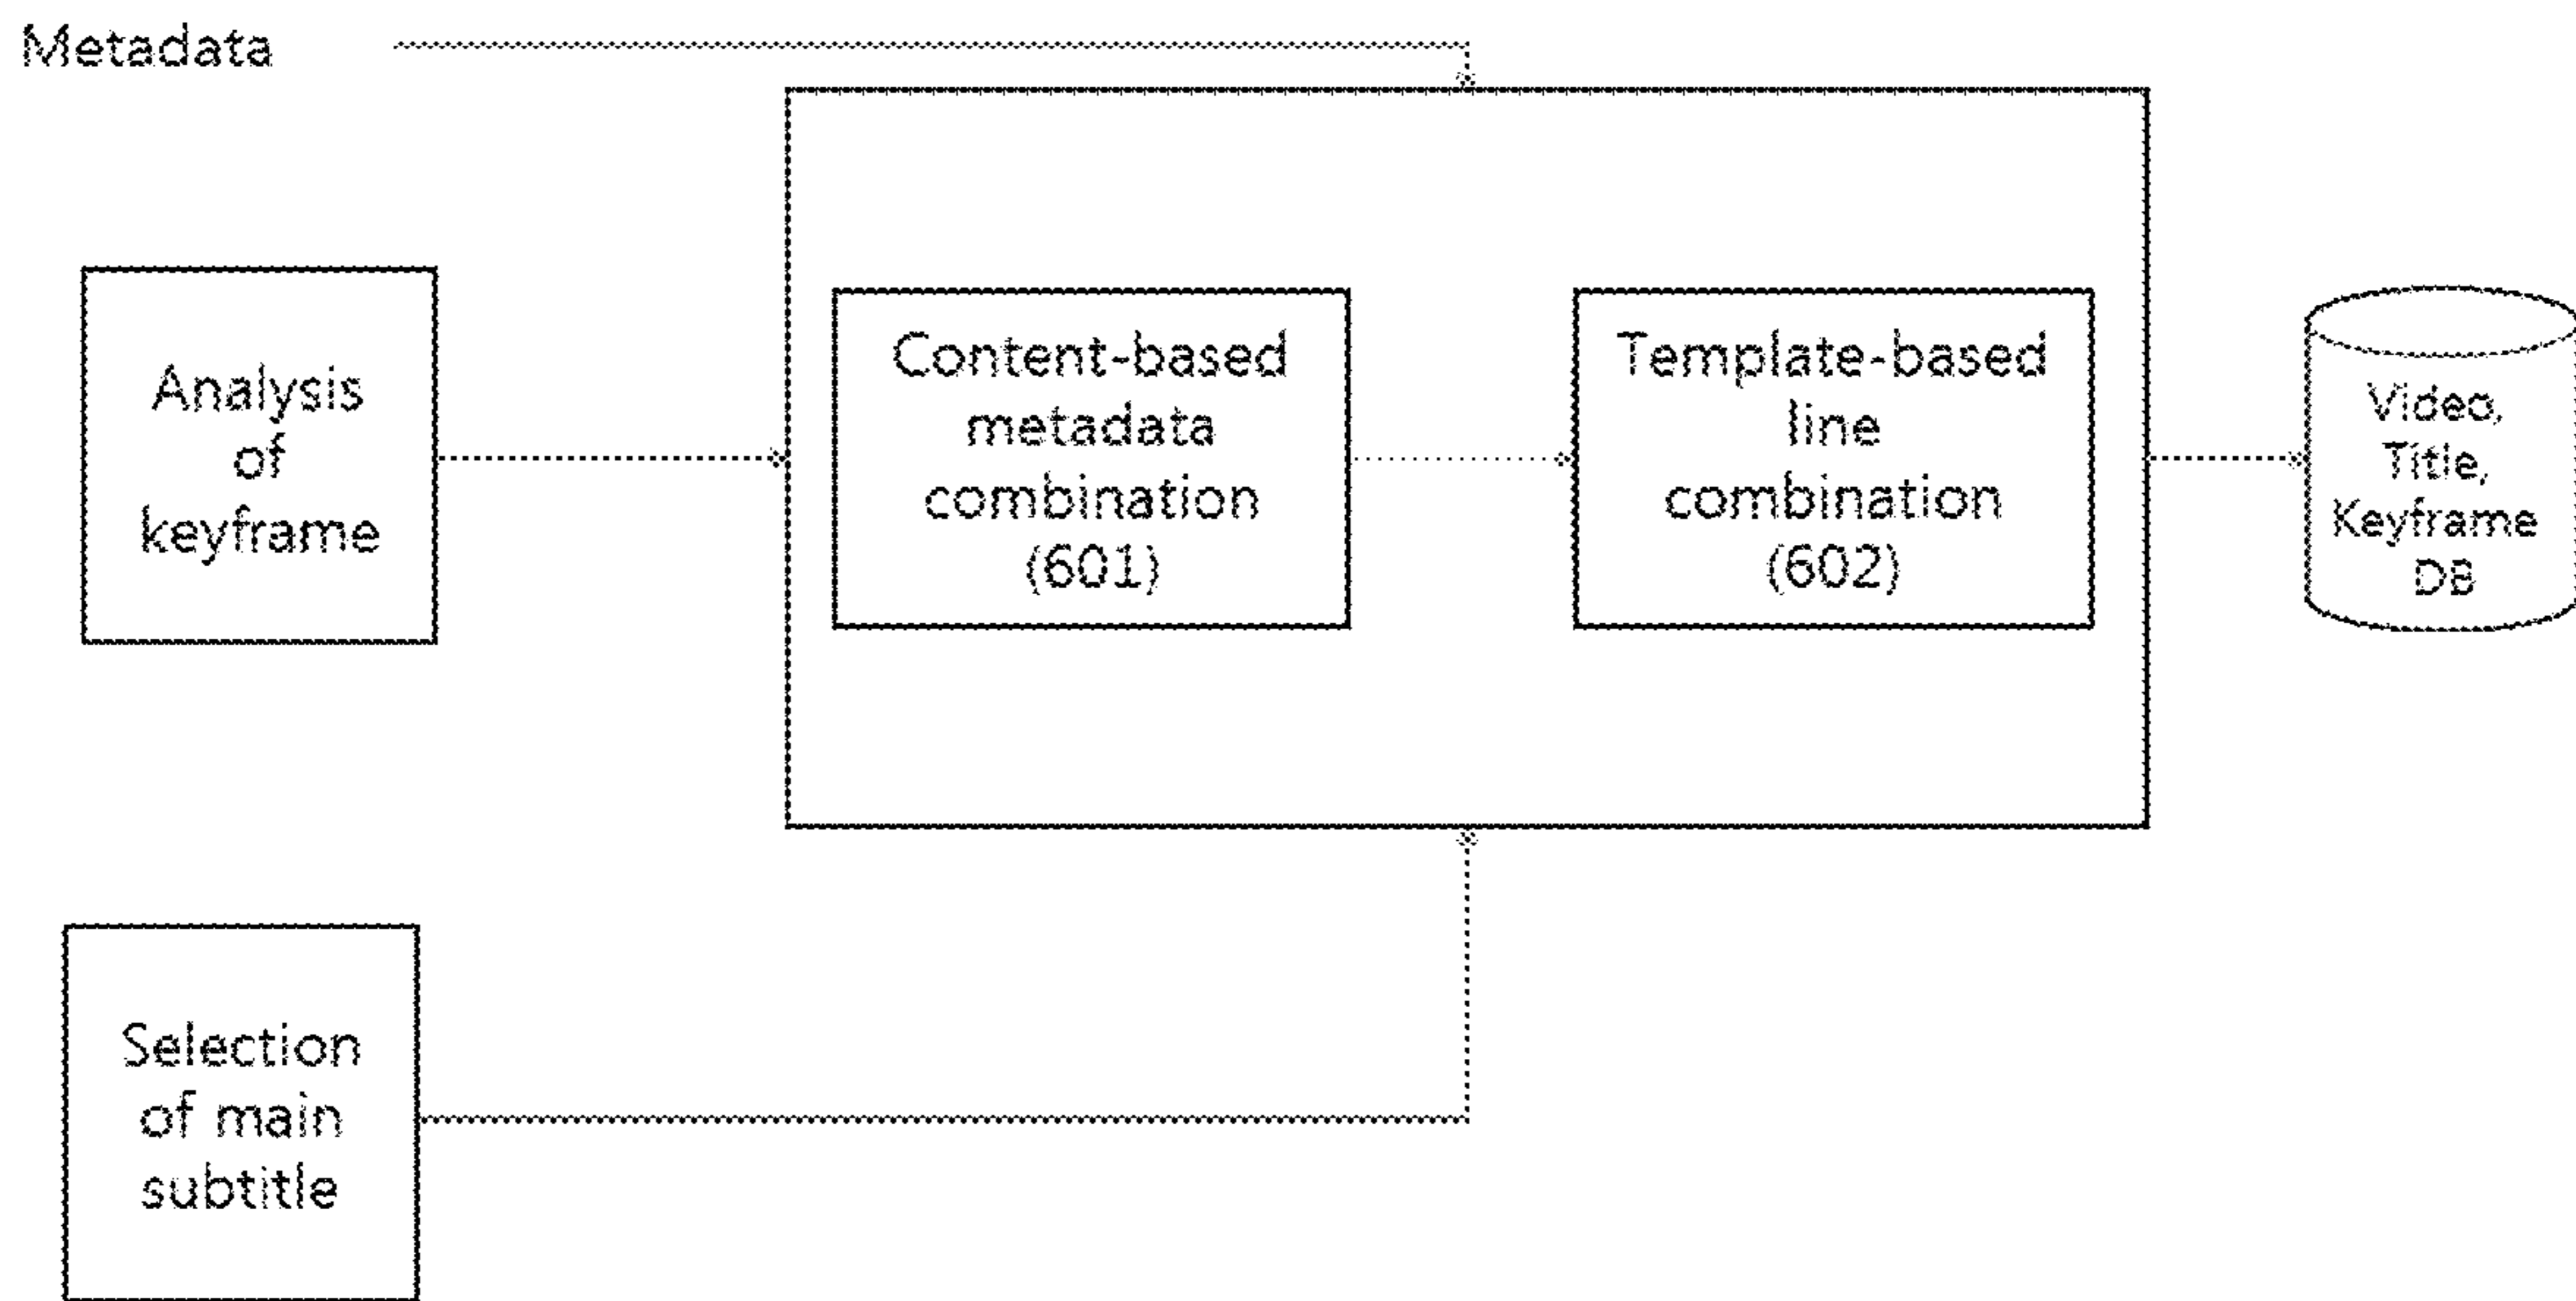 Metadata
Analysis
of
keyframe
Content-based
metadata
combination
(601)
Template-based
line
combination
(602)
Video,
Title,
Keyframe
DB
Selection
of main
subtitle